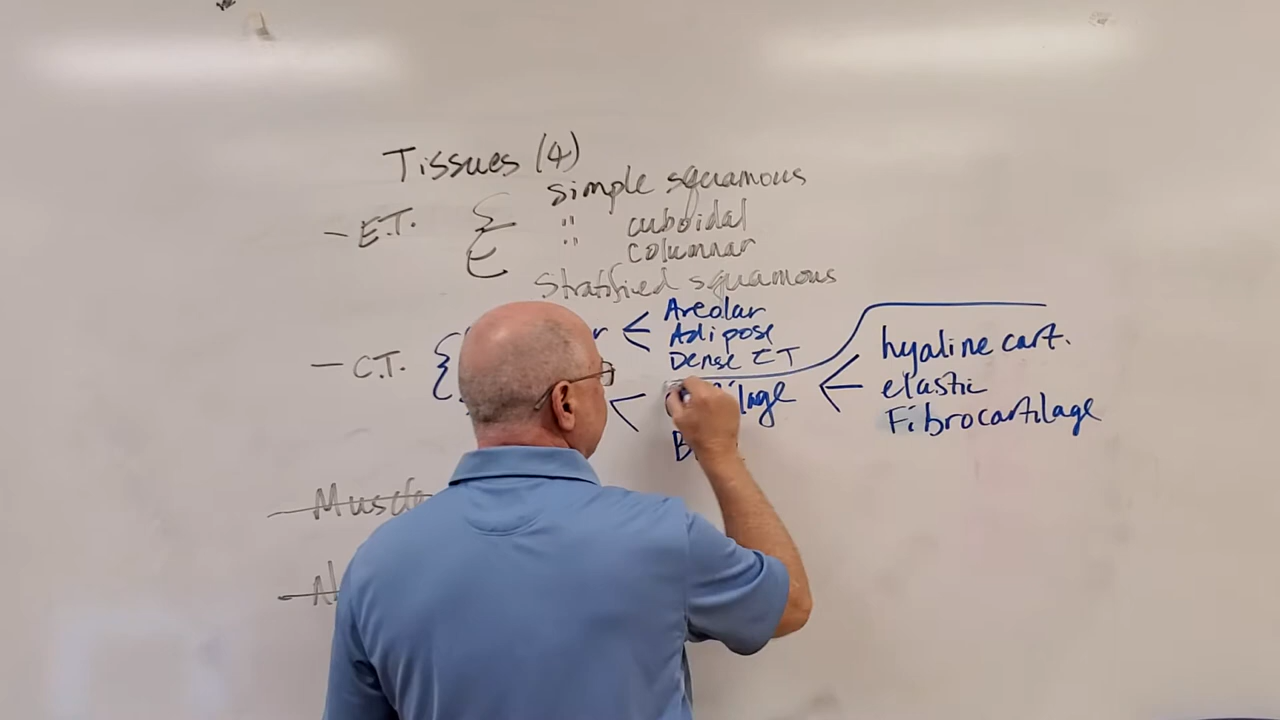 Tissues (4)
simple squamous
- E.T. { " cuboidal
" columnar
Stratified squamous
Areolar
Adipose
Dense CT
- C.T. {
hyaline cart.
elastic
Fibrocartilage